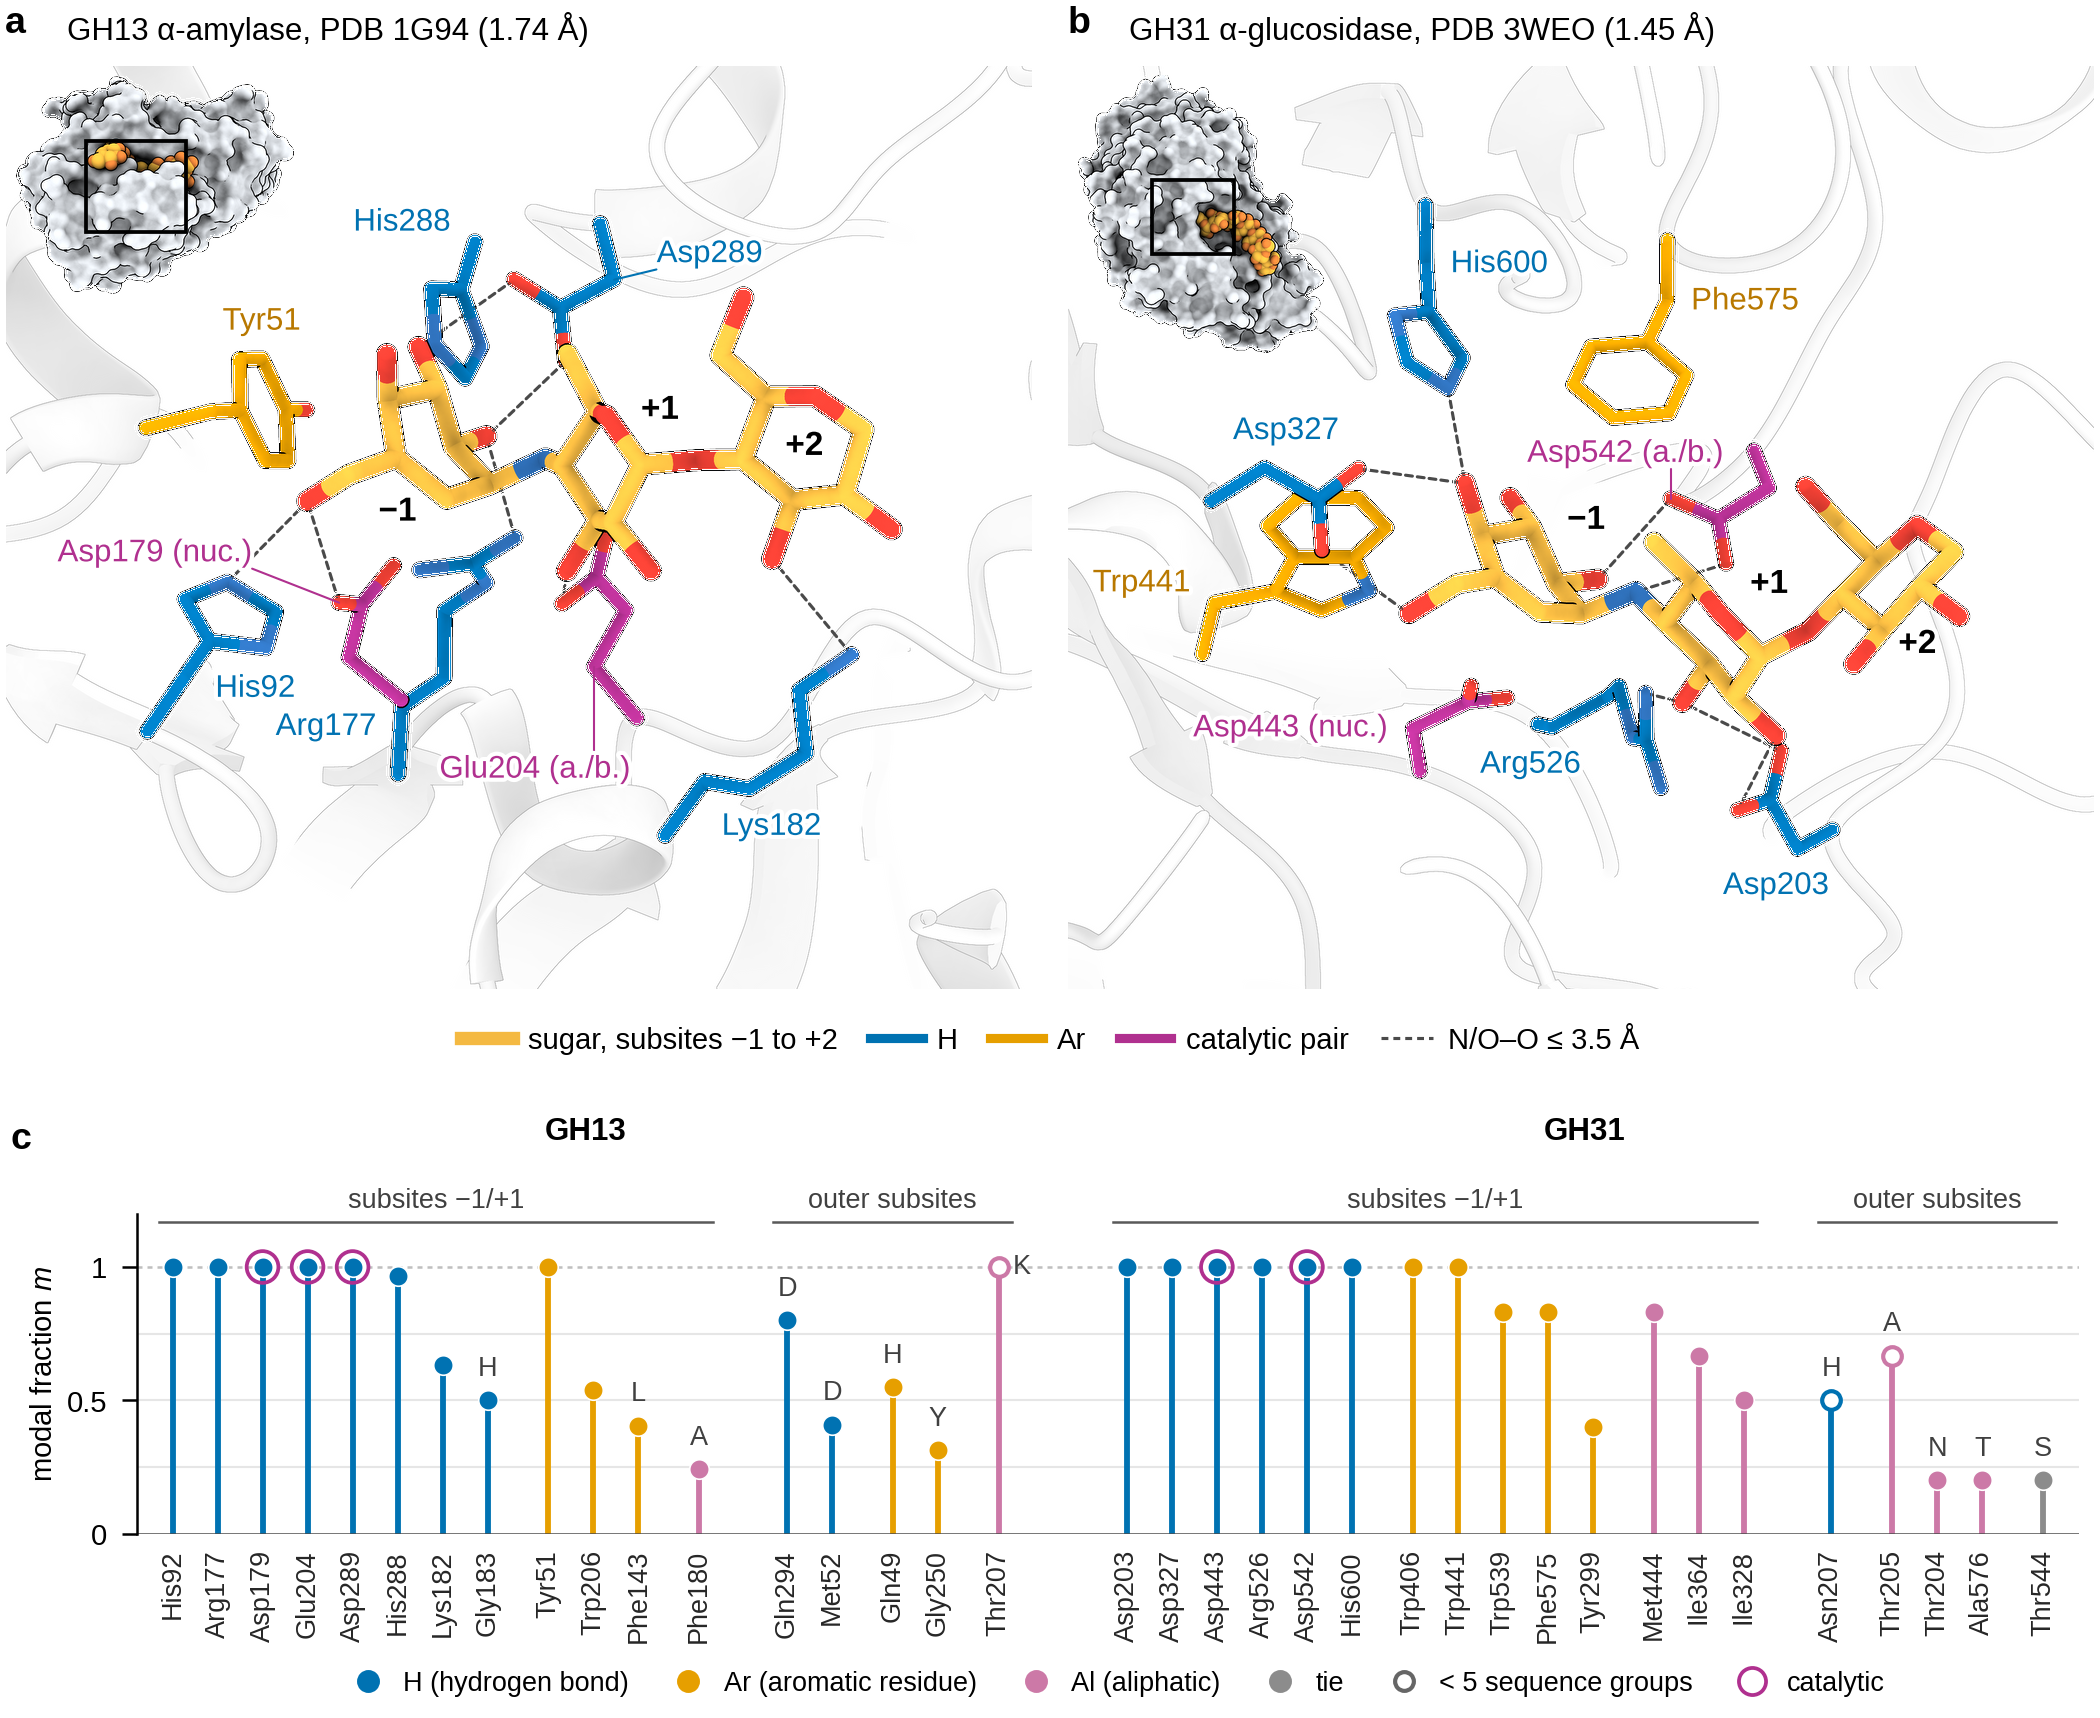 a GH13 α-amylase, PDB 1G94 (1.74 Å)
His288
Asp289
Tyr51
+1
+2
−1
Asp179 (nuc.)
His92
Arg177
Glu204 (a./b.)
Lys182
b GH31 α-glucosidase, PDB 3WEO (1.45 Å)
His600
Phe575
Asp327
Asp542 (a./b.)
−1
Trp441
+1
+2
Asp443 (nuc.)
Arg526
Asp203
sugar, subsites −1 to +2 H Ar catalytic pair N/O–O ≤ 3.5 Å
c GH13 GH31
subsites −1/+1 outer subsites subsites −1/+1 outer subsites
modal fraction m
1
0.5
0
H
L
A
D
D
H
Y
K
H
A
N
T
S
His92
Arg177
Asp179
Glu204
Asp289
His288
Lys182
Gly183
Tyr51
Trp206
Phe143
Phe180
Gln294
Met52
Gln49
Gly250
Thr207
Asp203
Asp327
Asp443
Arg526
Asp542
His600
Trp406
Trp441
Trp539
Phe575
Tyr299
Met444
Ile364
Ile328
Asn207
Thr205
Thr204
Ala576
Thr544
H (hydrogen bond) Ar (aromatic residue) Al (aliphatic) tie < 5 sequence groups catalytic